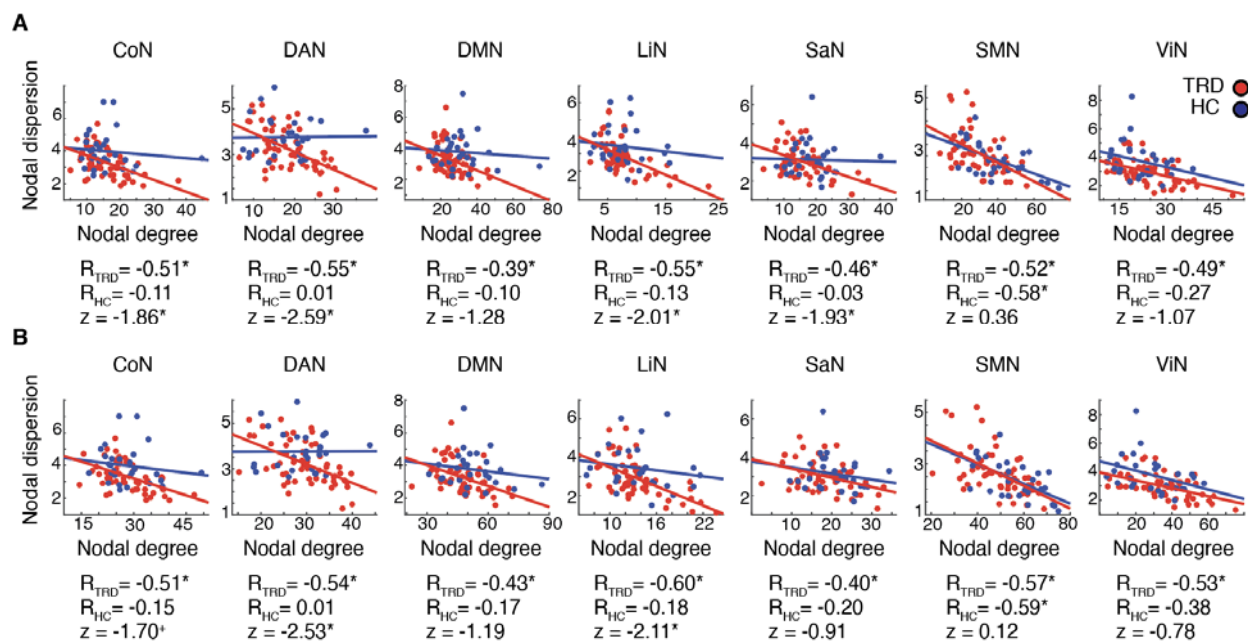 A
CoN DAN DMN LiN SaN SMN ViN
TRD
HC
Nodal dispersion
6 4 2
5 3 1
8 6 4 2
6 4 2
8 6 4 2
5 3 1
8 6 4 2
10 20 30 40
10 20 30
20 40 60 80
5 15 25
10 20 30 40
20 40 60
15 30 45
Nodal degree Nodal degree Nodal degree Nodal degree Nodal degree Nodal degree Nodal degree
R_TRD= -0.51* R_TRD= -0.55* R_TRD= -0.39* R_TRD= -0.55* R_TRD= -0.46* R_TRD= -0.52* R_TRD= -0.49*
R_HC= -0.11 R_HC= 0.01 R_HC= -0.10 R_HC= -0.13 R_HC= -0.03 R_HC= -0.58* R_HC= -0.27
z = -1.86* z = -2.59* z = -1.28 z = -2.01* z = -1.93* z = 0.36 z = -1.07
B
CoN DAN DMN LiN SaN SMN ViN
Nodal dispersion
6 4 2
5 3 1
8 6 4 2
6 4 2
8 6 4 2
5 3 1
8 6 4 2
15 30 45
20 30 40
30 60 90
10 16 22
10 20 30
20 40 60 80
20 40 60
Nodal degree Nodal degree Nodal degree Nodal degree Nodal degree Nodal degree Nodal degree
R_TRD= -0.51* R_TRD= -0.54* R_TRD= -0.43* R_TRD= -0.60* R_TRD= -0.40* R_TRD= -0.57* R_TRD= -0.53*
R_HC= -0.15 R_HC= 0.01 R_HC= -0.17 R_HC= -0.18 R_HC= -0.20 R_HC= -0.59* R_HC= -0.38
z = -1.70⁺ z = -2.53* z = -1.19 z = -2.11* z = -0.91 z = 0.12 z = -0.78